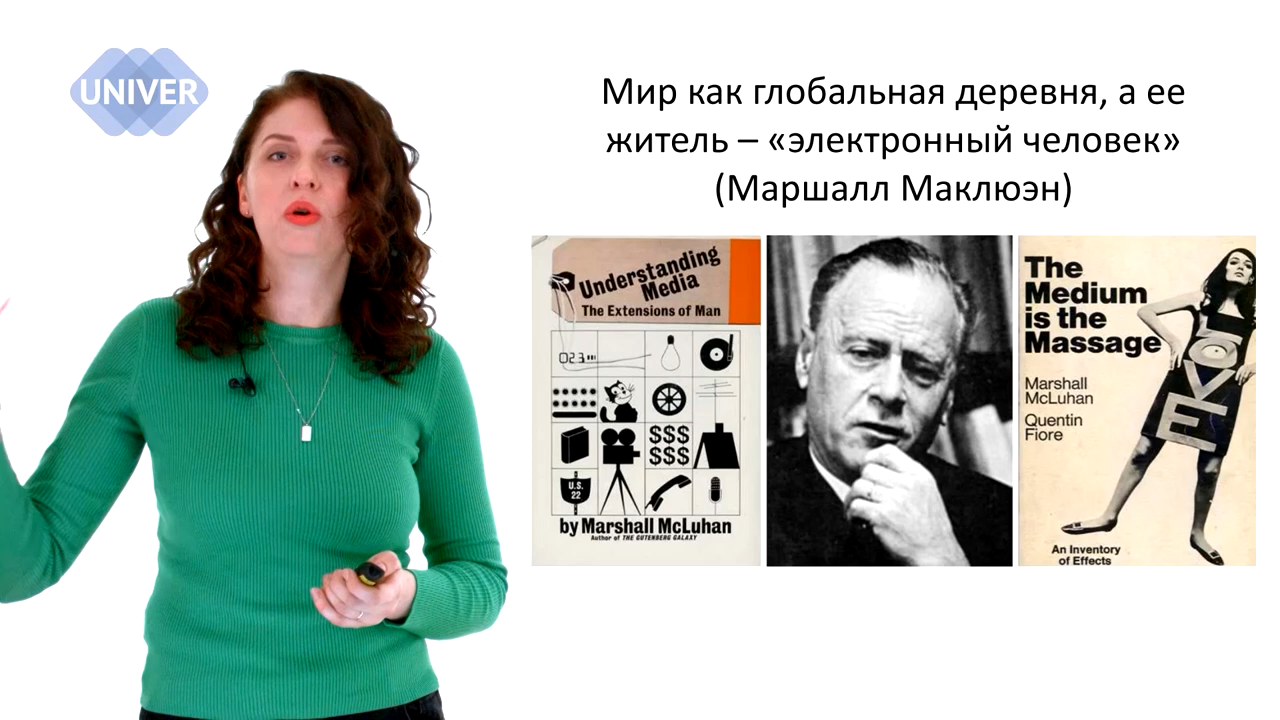 UNIVER
Мир как глобальная деревня, а ее
житель – «электронный человек»
(Маршалл Маклюэн)
Understanding
Media
The Extensions of Man
$$$
$$$
U.S.
22
by Marshall McLuhan
Author of THE GUTENBERG GALAXY
The
Medium
is the
Massage
Marshall
McLuhan
Quentin
Fiore
LOVE
An Inventory
of Effects